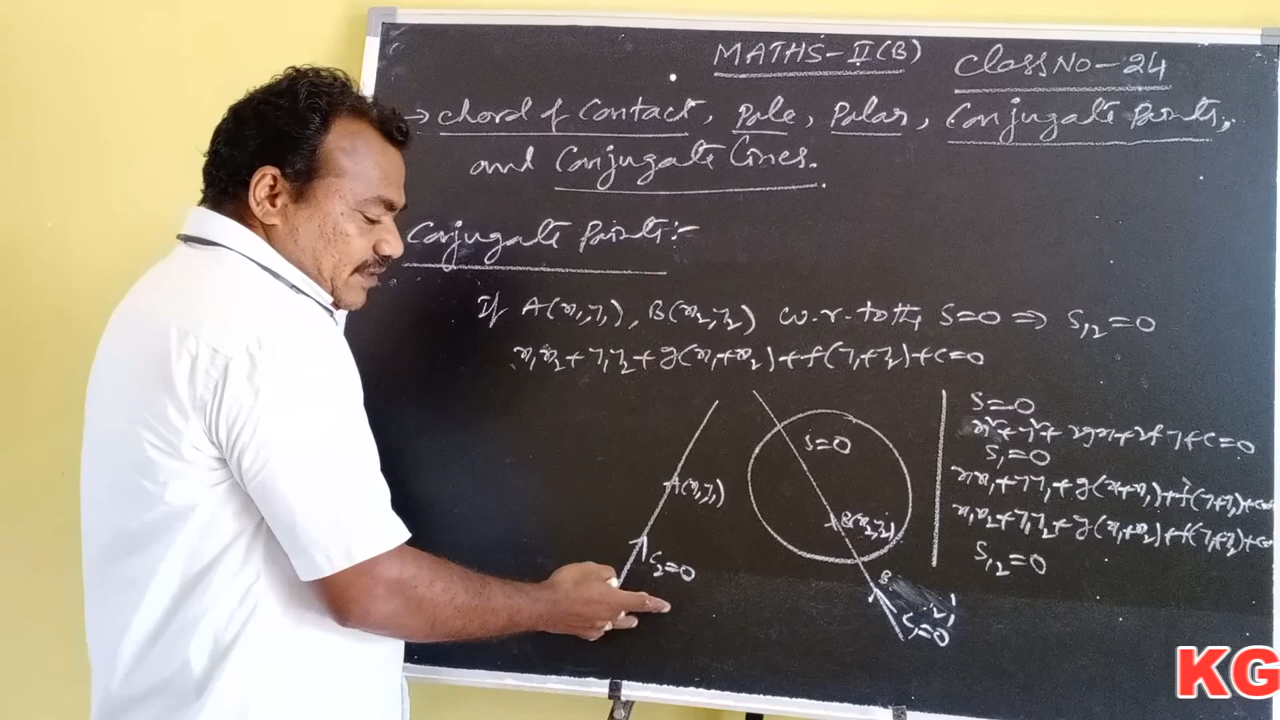 MATHS-II(B) Class No-24
→ Chord of Contact, Pole, Polar, Conjugate Points,
and Conjugate Lines.
Conjugate Points:-
If A(x₁,y₁), B(x₂,y₂) w.r.to the S=0 ⇒ S₁₂=0
x₁x₂+y₁y₂+g(x₁+x₂)+f(y₁+y₂)+c=0
S=0
A(x₁,y₁)
B(x₂,y₂)
S₂=0
B
S₁=0
S=0
x²+y²+2gx+2fy+c=0
S₁=0
xx₁+yy₁+g(x+x₁)+f(y+y₁)+c=0
x₁x₂+y₁y₂+g(x₁+x₂)+f(y₁+y₂)+c=0
S₁₂=0
KG